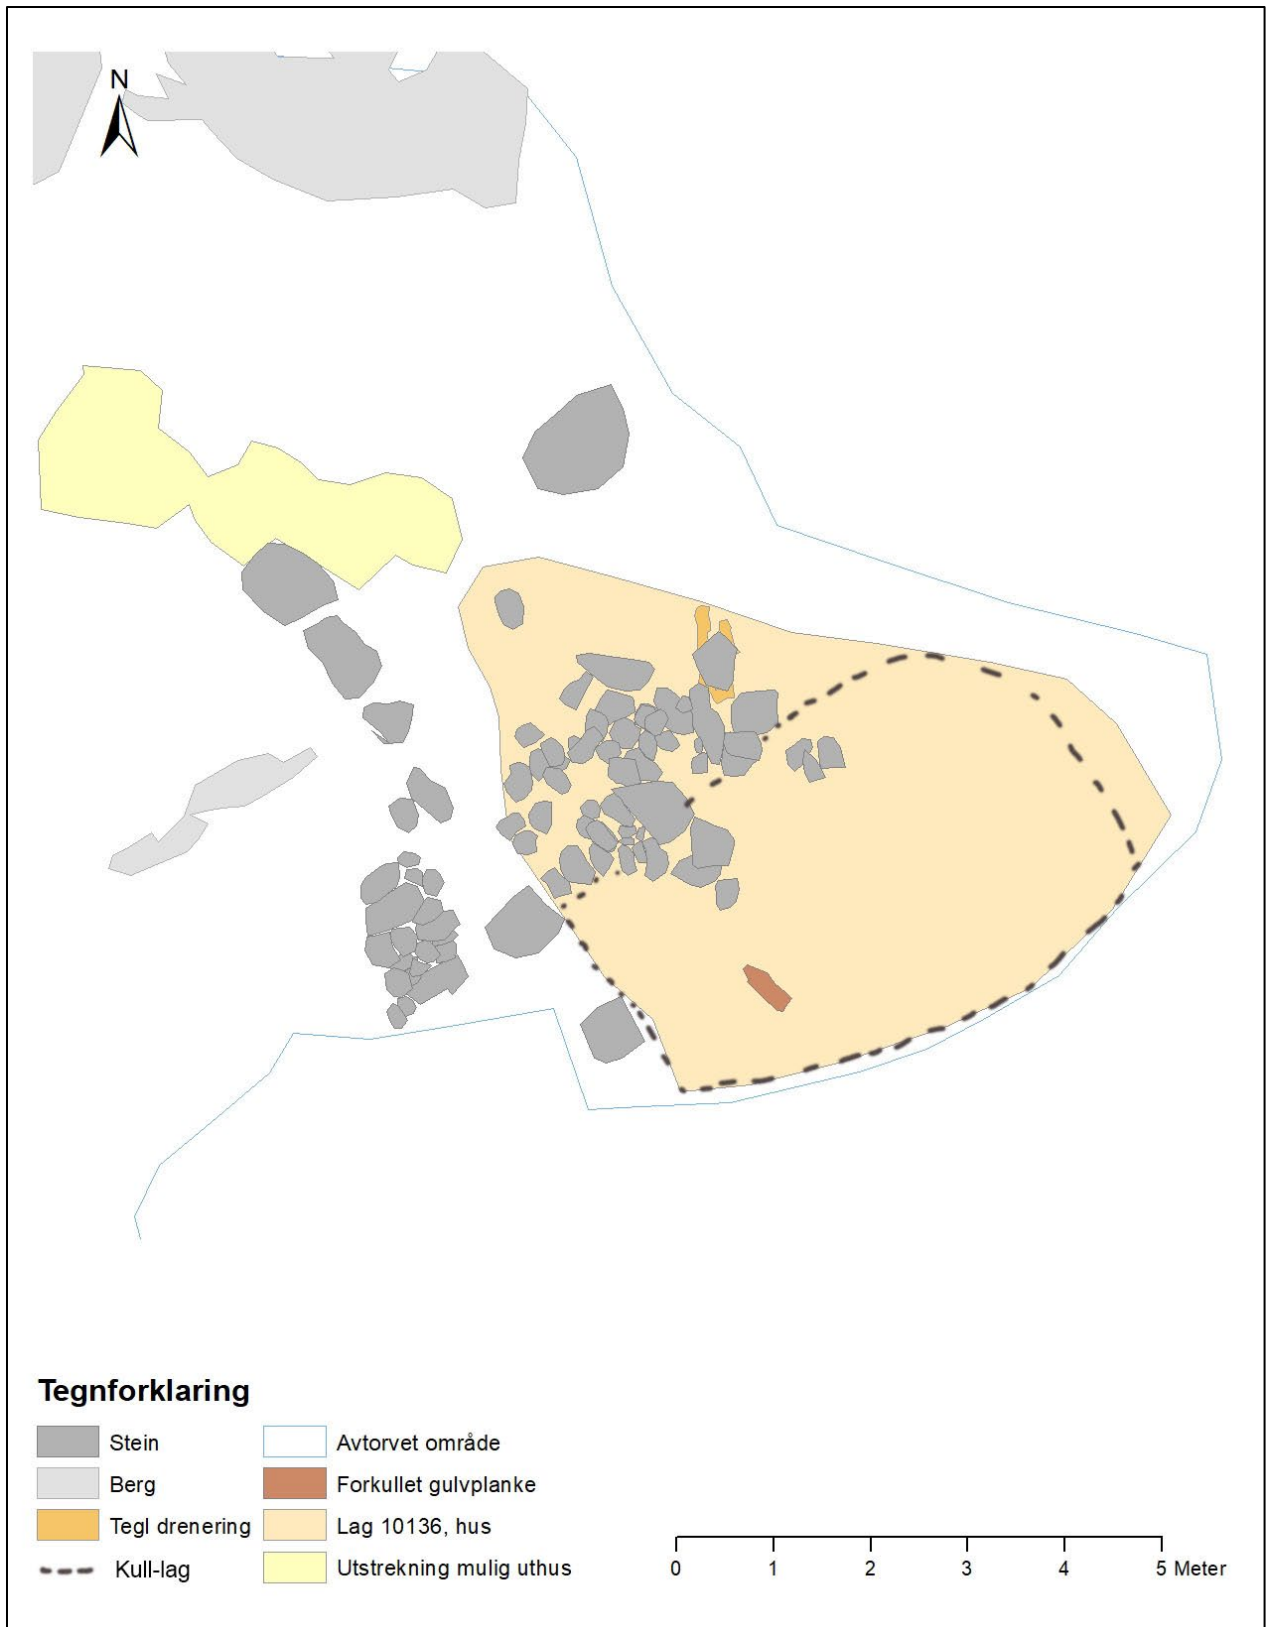 N
Tegnforklaring
Stein
Berg
Tegl drenering
Kull-lag
Avtorvet område
Forkullet gulvplanke
Lag 10136, hus
Utstrekning mulig uthus
0 1 2 3 4 5 Meter